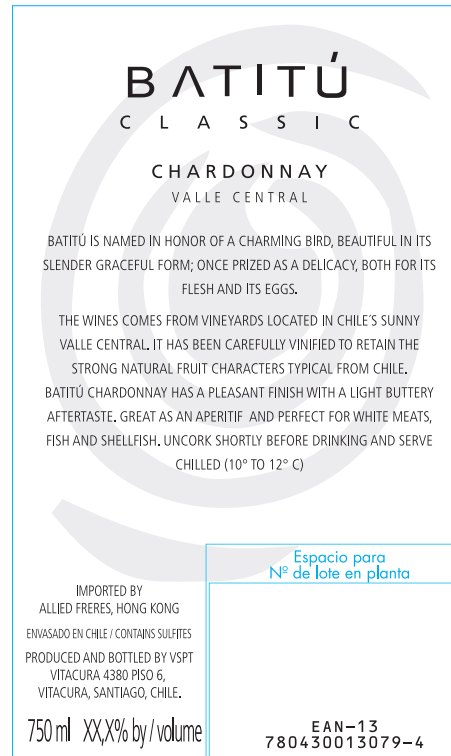 BATITÚ
CLASSIC
CHARDONNAY
VALLE CENTRAL
BATITÚ IS NAMED IN HONOR OF A CHARMING BIRD, BEAUTIFUL IN ITS
SLENDER GRACEFUL FORM; ONCE PRIZED AS A DELICACY, BOTH FOR ITS
FLESH AND ITS EGGS.
THE WINES COMES FROM VINEYARDS LOCATED IN CHILE´S SUNNY
VALLE CENTRAL. IT HAS BEEN CAREFULLY VINIFIED TO RETAIN THE
STRONG NATURAL FRUIT CHARACTERS TYPICAL FROM CHILE.
BATITÚ CHARDONNAY HAS A PLEASANT FINISH WITH A LIGHT BUTTERY
AFTERTASTE. GREAT AS AN APERITIF AND PERFECT FOR WHITE MEATS,
FISH AND SHELLFISH. UNCORK SHORTLY BEFORE DRINKING AND SERVE
CHILLED (10° TO 12° C)
IMPORTED BY
ALLIED FRERES, HONG KONG
ENVASADO EN CHILE / CONTAINS SULFITES
PRODUCED AND BOTTLED BY VSPT
VITACURA 4380 PISO 6,
VITACURA, SANTIAGO, CHILE.
750 ml XX,X% by / volume
Espacio para
Nº de lote en planta
EAN-13
780430013079-4